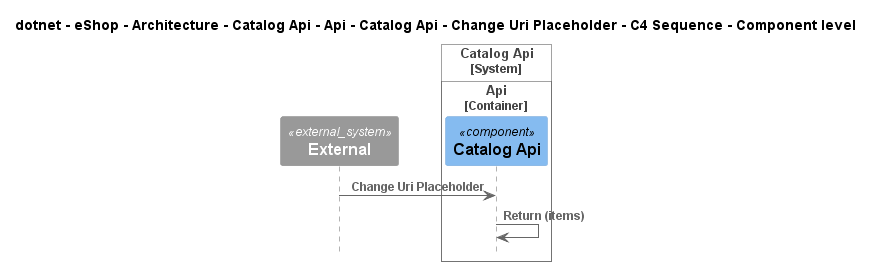 dotnet - eShop - Architecture - Catalog Api - Api - Catalog Api - Change Uri Placeholder - C4 Sequence - Component level
Catalog Api
[System]
Api
[Container]
«external_system»
External
«component»
Catalog Api
Change Uri Placeholder
Return (items)